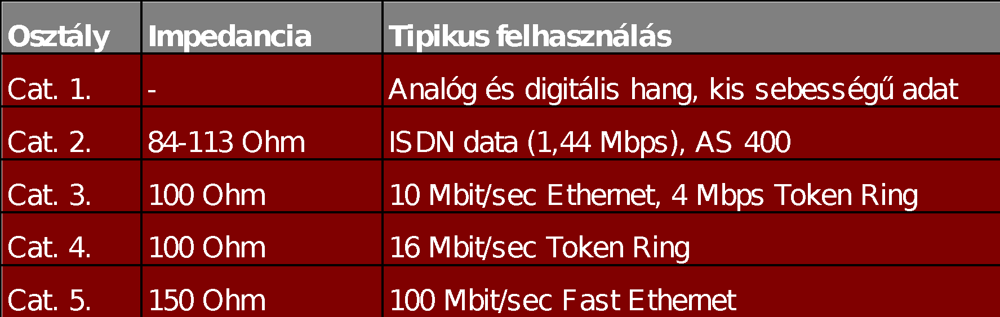 Osztály Impedancia Tipikus felhasználás
Cat. 1. - Analóg és digitális hang, kis sebességű adat
Cat. 2. 84-113 Ohm ISDN data (1,44 Mbps), AS 400
Cat. 3. 100 Ohm 10 Mbit/sec Ethernet, 4 Mbps Token Ring
Cat. 4. 100 Ohm 16 Mbit/sec Token Ring
Cat. 5. 150 Ohm 100 Mbit/sec Fast Ethernet